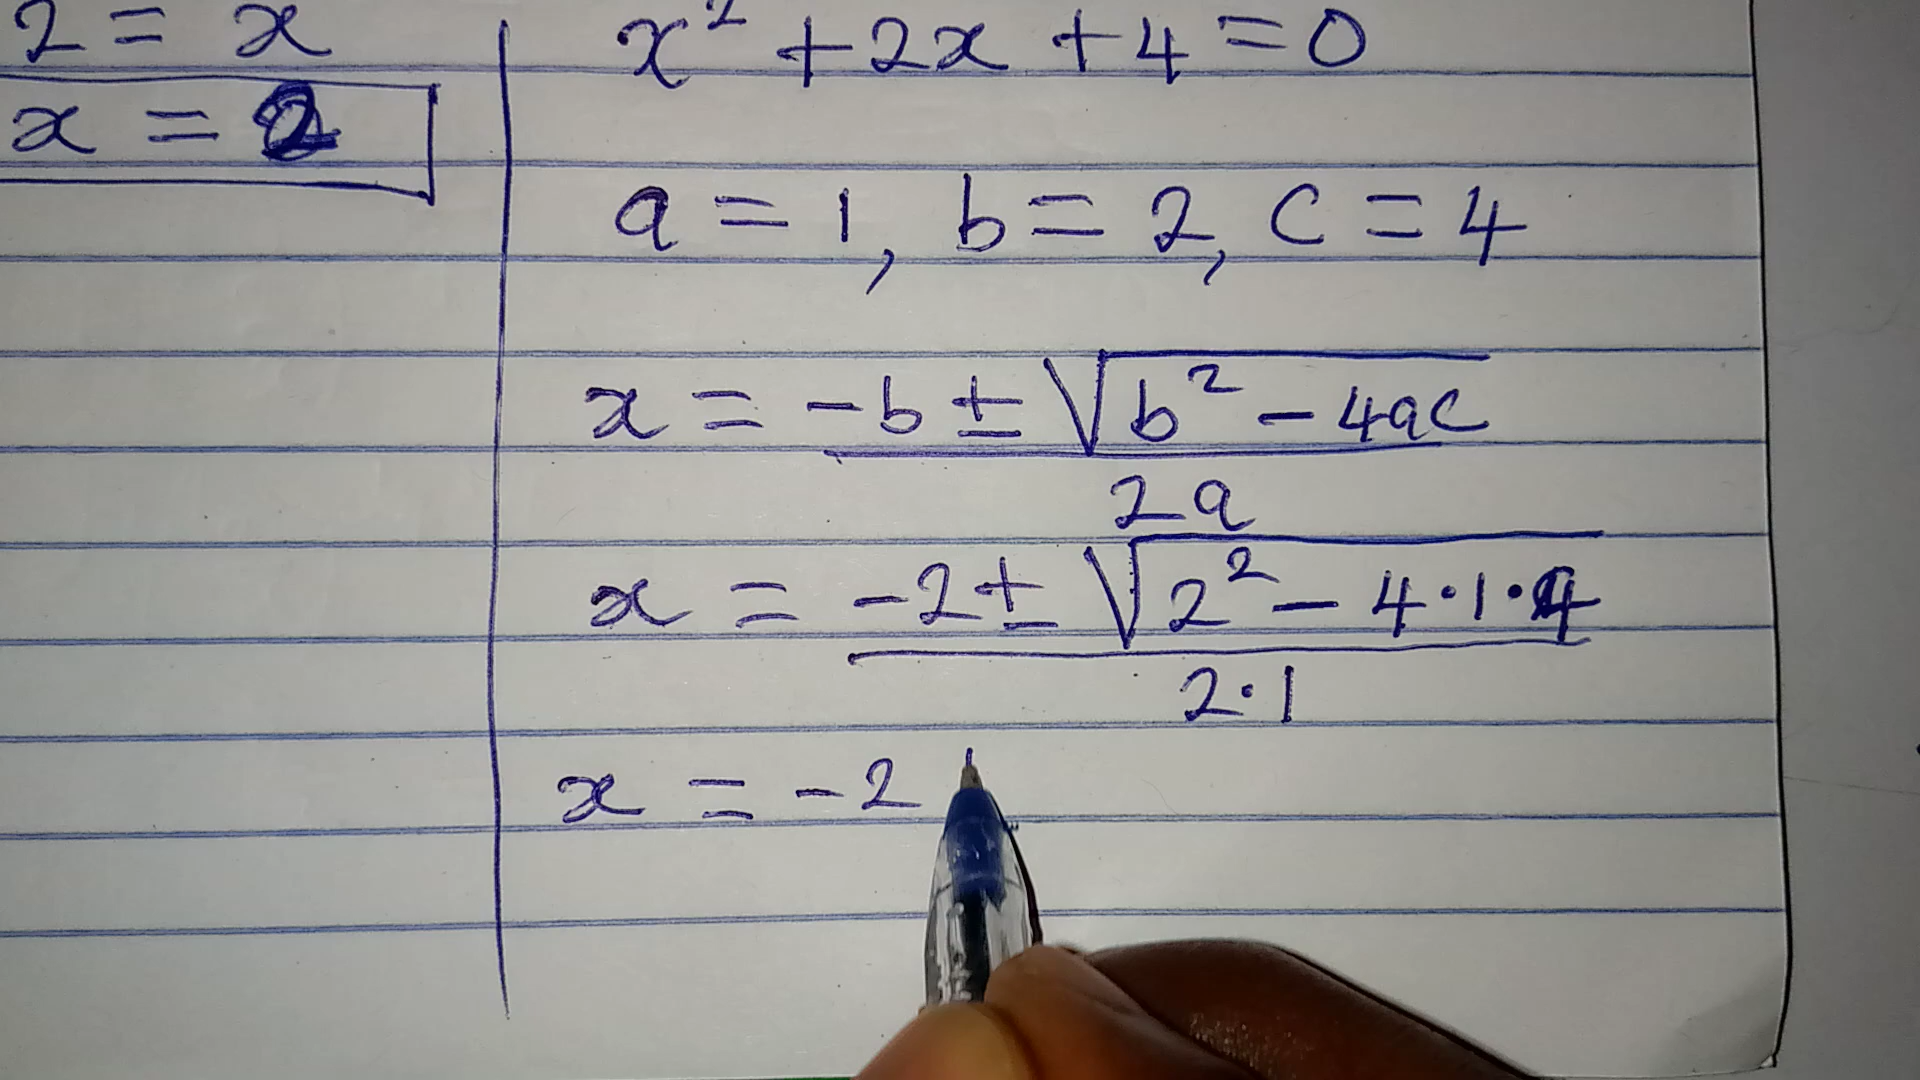 2 = x
x = 2
x² + 2x + 4 = 0
a = 1, b = 2, c = 4
x = -b ± √b² - 4ac
2a
x = -2 ± √2² - 4·1·4
2·1
x = -2